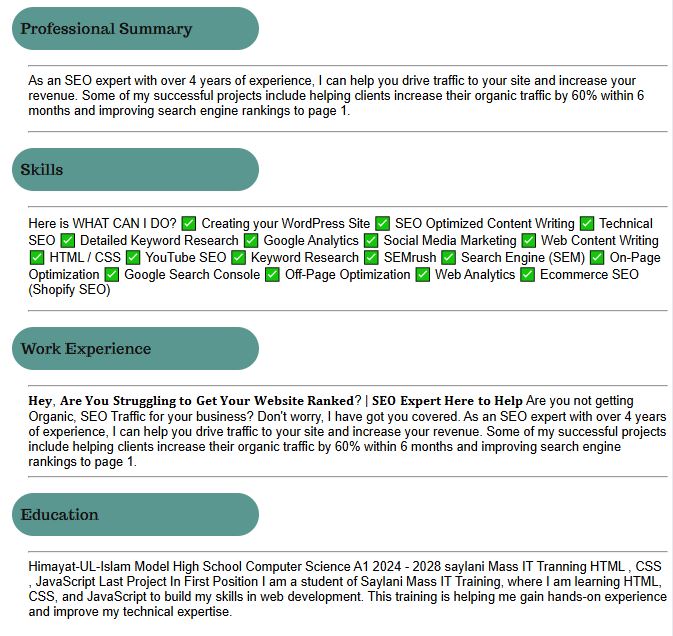 Professional Summary
As an SEO expert with over 4 years of experience, I can help you drive traffic to your site and increase your
revenue. Some of my successful projects include helping clients increase their organic traffic by 60% within 6
months and improving search engine rankings to page 1.
Skills
Here is WHAT CAN I DO? ✅ Creating your WordPress Site ✅ SEO Optimized Content Writing ✅ Technical
SEO ✅ Detailed Keyword Research ✅ Google Analytics ✅ Social Media Marketing ✅ Web Content Writing
✅ HTML / CSS ✅ YouTube SEO ✅ Keyword Research ✅ SEMrush ✅ Search Engine (SEM) ✅ On-Page
Optimization ✅ Google Search Console ✅ Off-Page Optimization ✅ Web Analytics ✅ Ecommerce SEO
(Shopify SEO)
Work Experience
Hey, Are You Struggling to Get Your Website Ranked? | SEO Expert Here to Help Are you not getting
Organic, SEO Traffic for your business? Don't worry, I have got you covered. As an SEO expert with over 4 years
of experience, I can help you drive traffic to your site and increase your revenue. Some of my successful projects
include helping clients increase their organic traffic by 60% within 6 months and improving search engine
rankings to page 1.
Education
Himayat-UL-Islam Model High School Computer Science A1 2024 - 2028 saylani Mass IT Tranning HTML , CSS
, JavaScript Last Project In First Position I am a student of Saylani Mass IT Training, where I am learning HTML,
CSS, and JavaScript to build my skills in web development. This training is helping me gain hands-on experience
and improve my technical expertise.